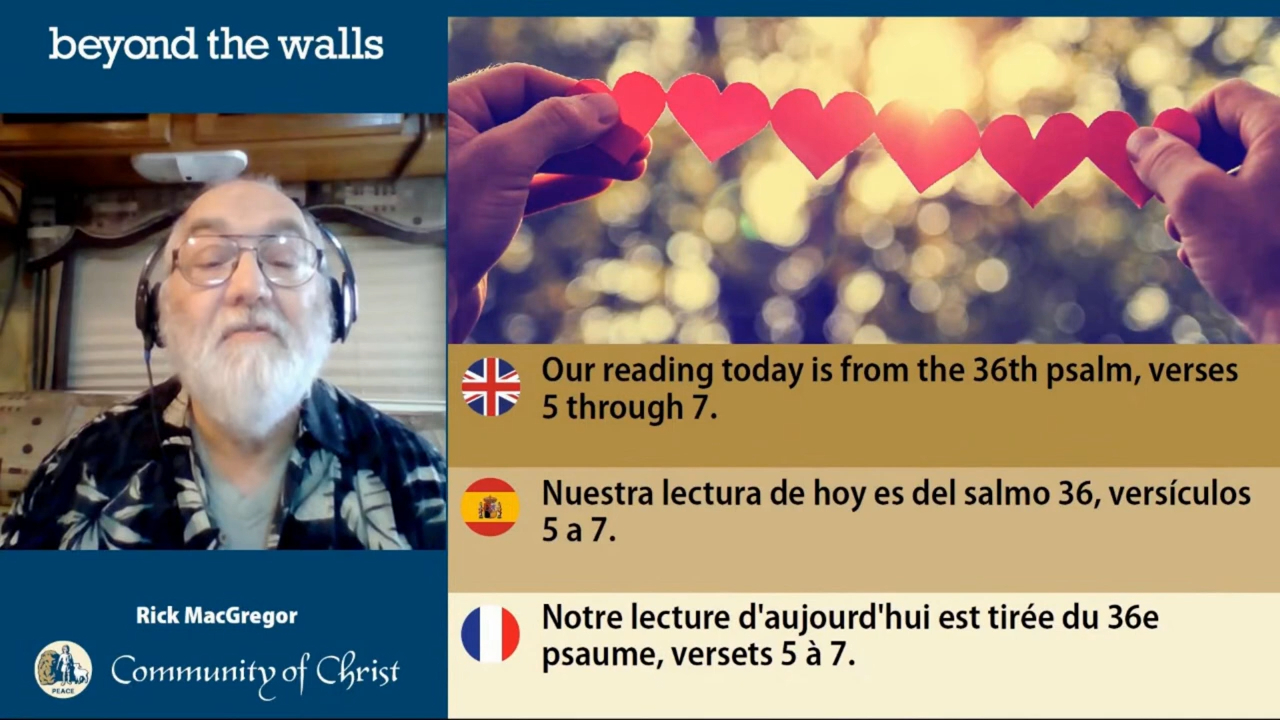 beyond the walls
Rick MacGregor
PEACE
Community of Christ
Our reading today is from the 36th psalm, verses
5 through 7.
Nuestra lectura de hoy es del salmo 36, versículos
5 a 7.
Notre lecture d'aujourd'hui est tirée du 36e
psaume, versets 5 à 7.